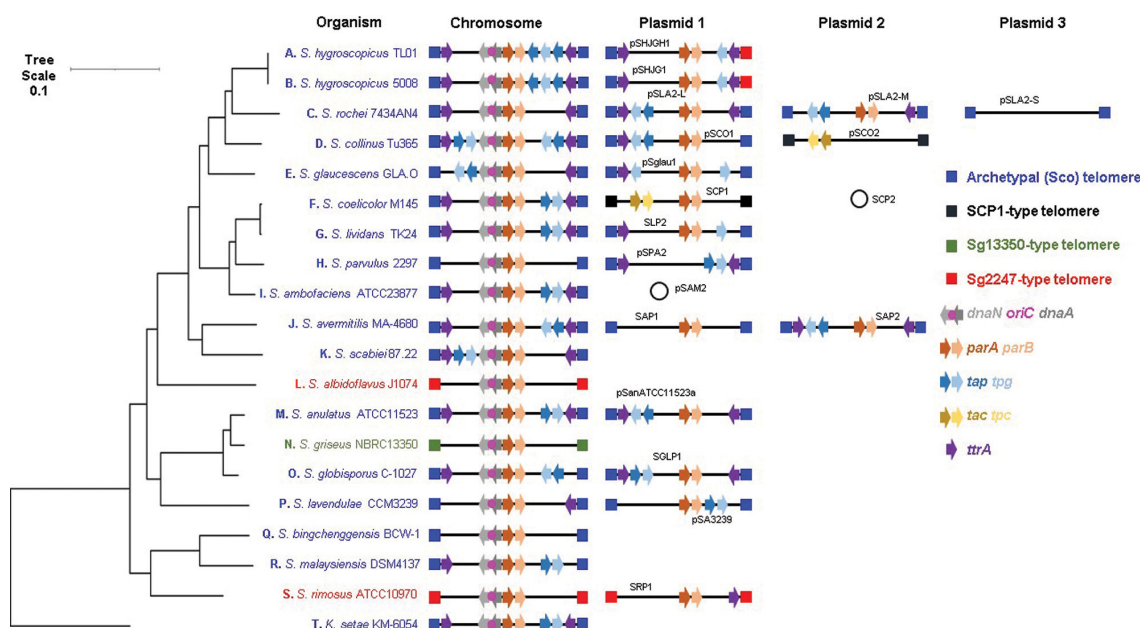 Organism Chromosome Plasmid 1 Plasmid 2 Plasmid 3
Tree
Scale
0.1
A. S. hygroscopicus TL01 pSHJGH1
B. S. hygroscopicus 5008 pSHJG1
C. S. rochei 7434AN4 pSLA2-L pSLA2-M pSLA2-S
D. S. collinus Tu365 pSCO1 pSCO2
E. S. glaucescens GLA.O pSglau1
F. S. coelicolor M145 SCP1 SCP2
G. S. lividans TK24 SLP2
H. S. parvulus 2297 pSPA2
I. S. ambofaciens ATCC23877 pSAM2
J. S. avermitilis MA-4680 SAP1 SAP2
K. S. scabiei 87.22
L. S. albidoflavus J1074
M. S. anulatus ATCC11523 pSanATCC11523a
N. S. griseus NBRC13350
O. S. globisporus C-1027 SGLP1
P. S. lavendulae CCM3239 pSA3239
Q. S. bingchenggensis BCW-1
R. S. malaysiensis DSM4137
S. S. rimosus ATCC10970 SRP1
T. K. setae KM-6054
Archetypal (Sco) telomere
SCP1-type telomere
Sg13350-type telomere
Sg2247-type telomere
dnaN oriC dnaA
parA parB
tap tpg
tac tpc
ttrA